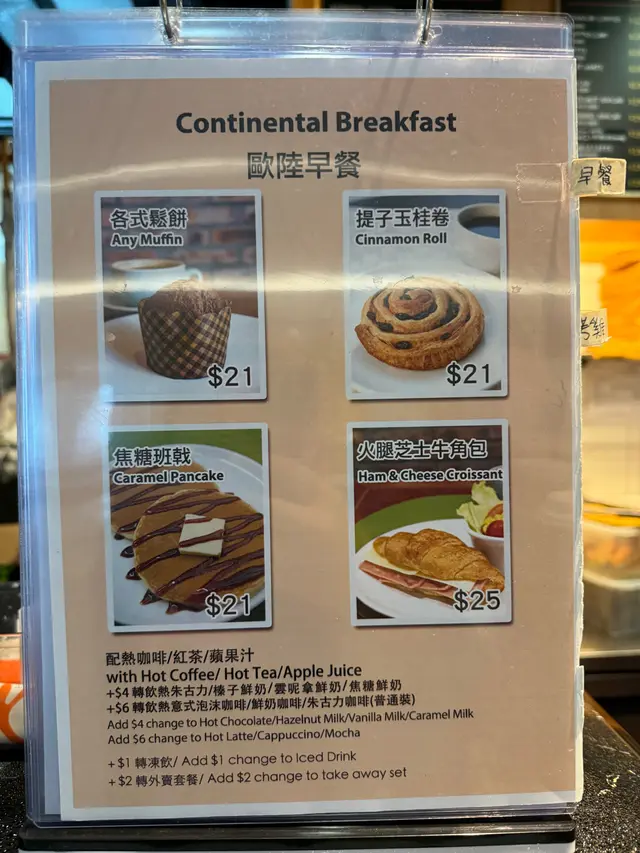 Continental Breakfast
歐陸早餐
早餐
各式鬆餅
Any Muffin
$21
提子玉桂卷
Cinnamon Roll
$21
焦糖班戟
Caramel Pancake
$21
火腿芝士牛角包
Ham & Cheese Croissant
$25
配熱咖啡/紅茶/蘋果汁
with Hot Coffee/ Hot Tea/Apple Juice
+$4 轉飲熱朱古力/榛子鮮奶/雲呢拿鮮奶/焦糖鮮奶
+$6 轉飲熱意式泡沫咖啡/鮮奶咖啡/朱古力咖啡(普通裝)
Add $4 change to Hot Chocolate/Hazelnut Milk/Vanilla Milk/Caramel Milk
Add $6 change to Hot Latte/Cappuccino/Mocha
+$1 轉凍飲/ Add $1 change to Iced Drink
+$2 轉外賣套餐/ Add $2 change to take away set